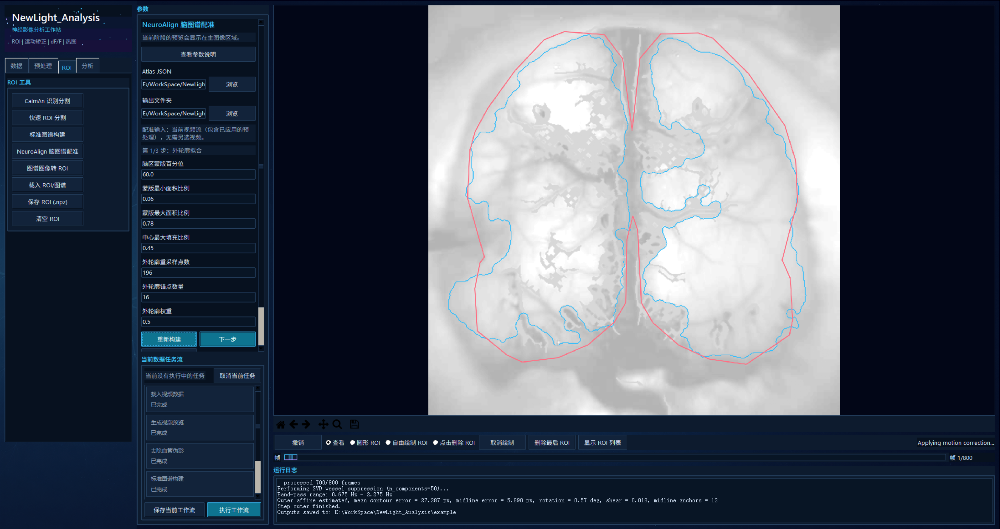 NewLight_Analysis
神经影像分析工作站
ROI | 运动矫正 | dF/F | 热图
数据
预处理
ROI
分析
ROI 工具
CaImAn 识别分割
快速 ROI 分割
标准图谱构建
NeuroAlign 脑图谱配准
图谱图像转 ROI
载入 ROI/图谱
保存 ROI (.npz)
清空 ROI
参数
NeuroAlign 脑图谱配准
当前阶段的预览会显示在主图像区域。
查看参数说明
Atlas JSON
E:/WorkSpace/NewLigh
浏览
输出文件夹
E:/WorkSpace/NewLigh
浏览
配准输入：当前视频流（包含已应用的预
处理），无需另选视频。
第 1/3 步：外轮廓拟合
脑区蒙版百分位
60.0
蒙版最小面积比例
0.06
蒙版最大面积比例
0.78
中心最大填充比例
0.45
外轮廓重采样点数
196
外轮廓锚点数量
16
外轮廓权重
0.5
重新构建
下一步
当前数据任务流
当前没有执行中的任务
取消当前任务
载入视频数据
已完成
生成视频预览
已完成
去除血管伪影
已完成
标准图谱构建
已完成
保存当前工作流
执行工作流
撤销
查看
圆形 ROI
自由绘制 ROI
点击删除 ROI
取消绘制
删除最后 ROI
显示 ROI 列表
Applying motion correction...
帧
帧 1/800
运行日志
processed 700/800 frames
Performing SVD vessel suppression (n_components=50)...
Band-pass range: 0.675 Hz - 2.275 Hz
Outer affine estimated, mean contour error = 27.287 px, midline error = 5.890 px, rotation = 0.57 deg, shear = 0.018, midline anchors = 12
Step outer finished.
Outputs saved to: E:\WorkSpace\NewLight_Analysis\example